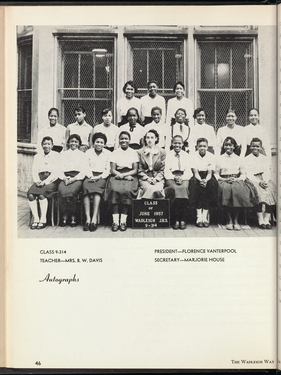 CLASS
OF
JUNE 1957
WADLEIGH J.H.S
9-314
CLASS 9-314
PRESIDENT—FLORENCE VANTERPOOL
TEACHER—MRS. B. W. DAVIS
SECRETARY—MARJORIE HOUSE
Autographs
46
THE WADLEIGH WAY